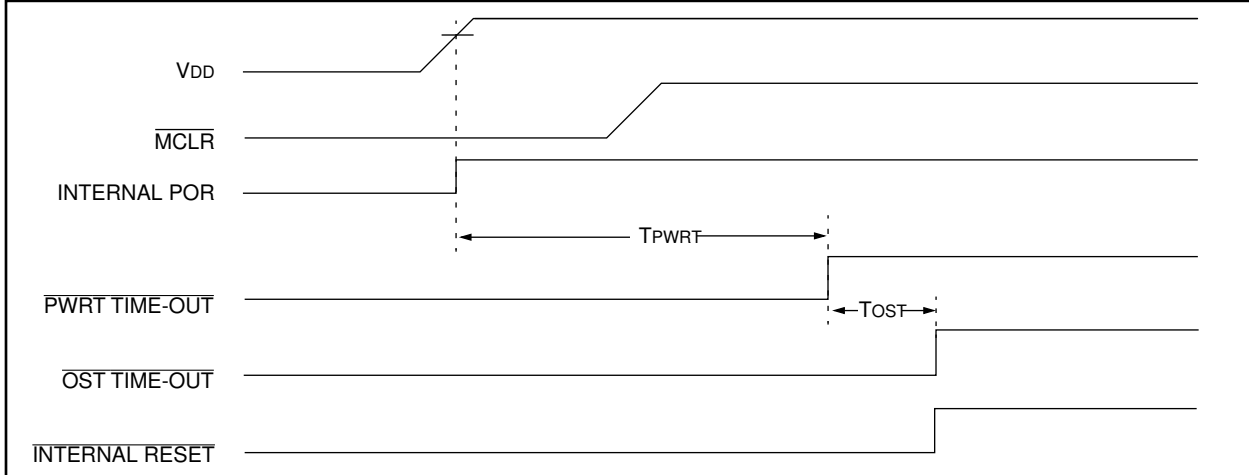 VDD
MCLR
INTERNAL POR
TPWRT
PWRT TIME-OUT
TOST
OST TIME-OUT
INTERNAL RESET